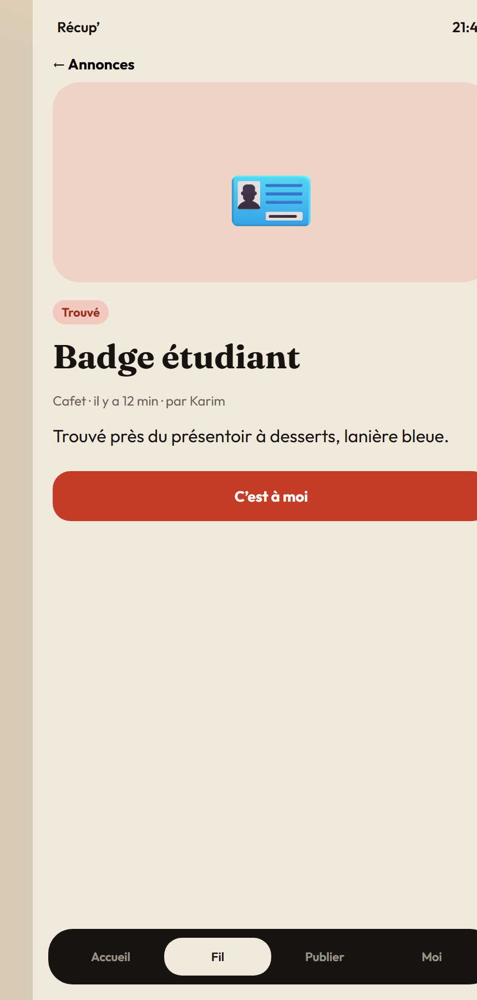 Récup’
21:4
← Annonces
Trouvé
Badge étudiant
Cafet · il y a 12 min · par Karim
Trouvé près du présentoir à desserts, lanière bleue.
C’est à moi
Accueil Fil Publier Moi